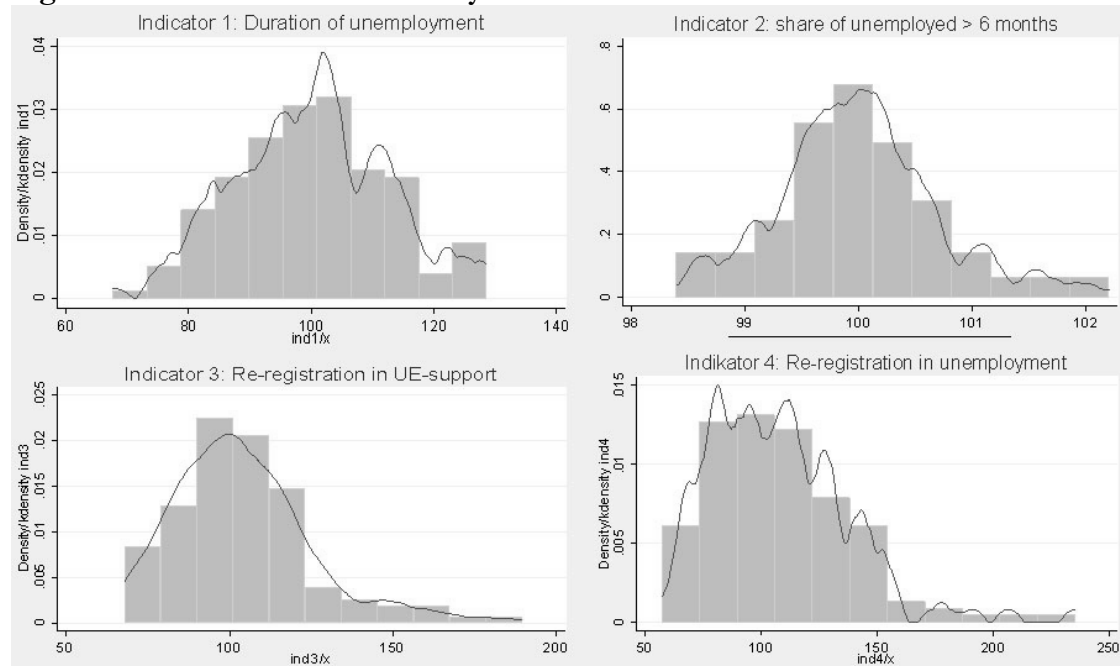 Indicator 1: Duration of unemployment
Density/kdensity ind1
0 .01 .02 .03 .04
60 80 100 120 140
ind1/x
Indicator 2: share of unemployed > 6 months
0 .2 .4 .6 .8
98 99 100 101 102
Indicator 3: Re-registration in UE-support
Density/kdensity ind3
0 .005 .01 .015 .02 .025
50 100 150 200
ind3/x
Indikator 4: Re-registration in unemployment
Density/kdensity ind4
0 .005 .01 .015
50 100 150 200 250
ind4/x